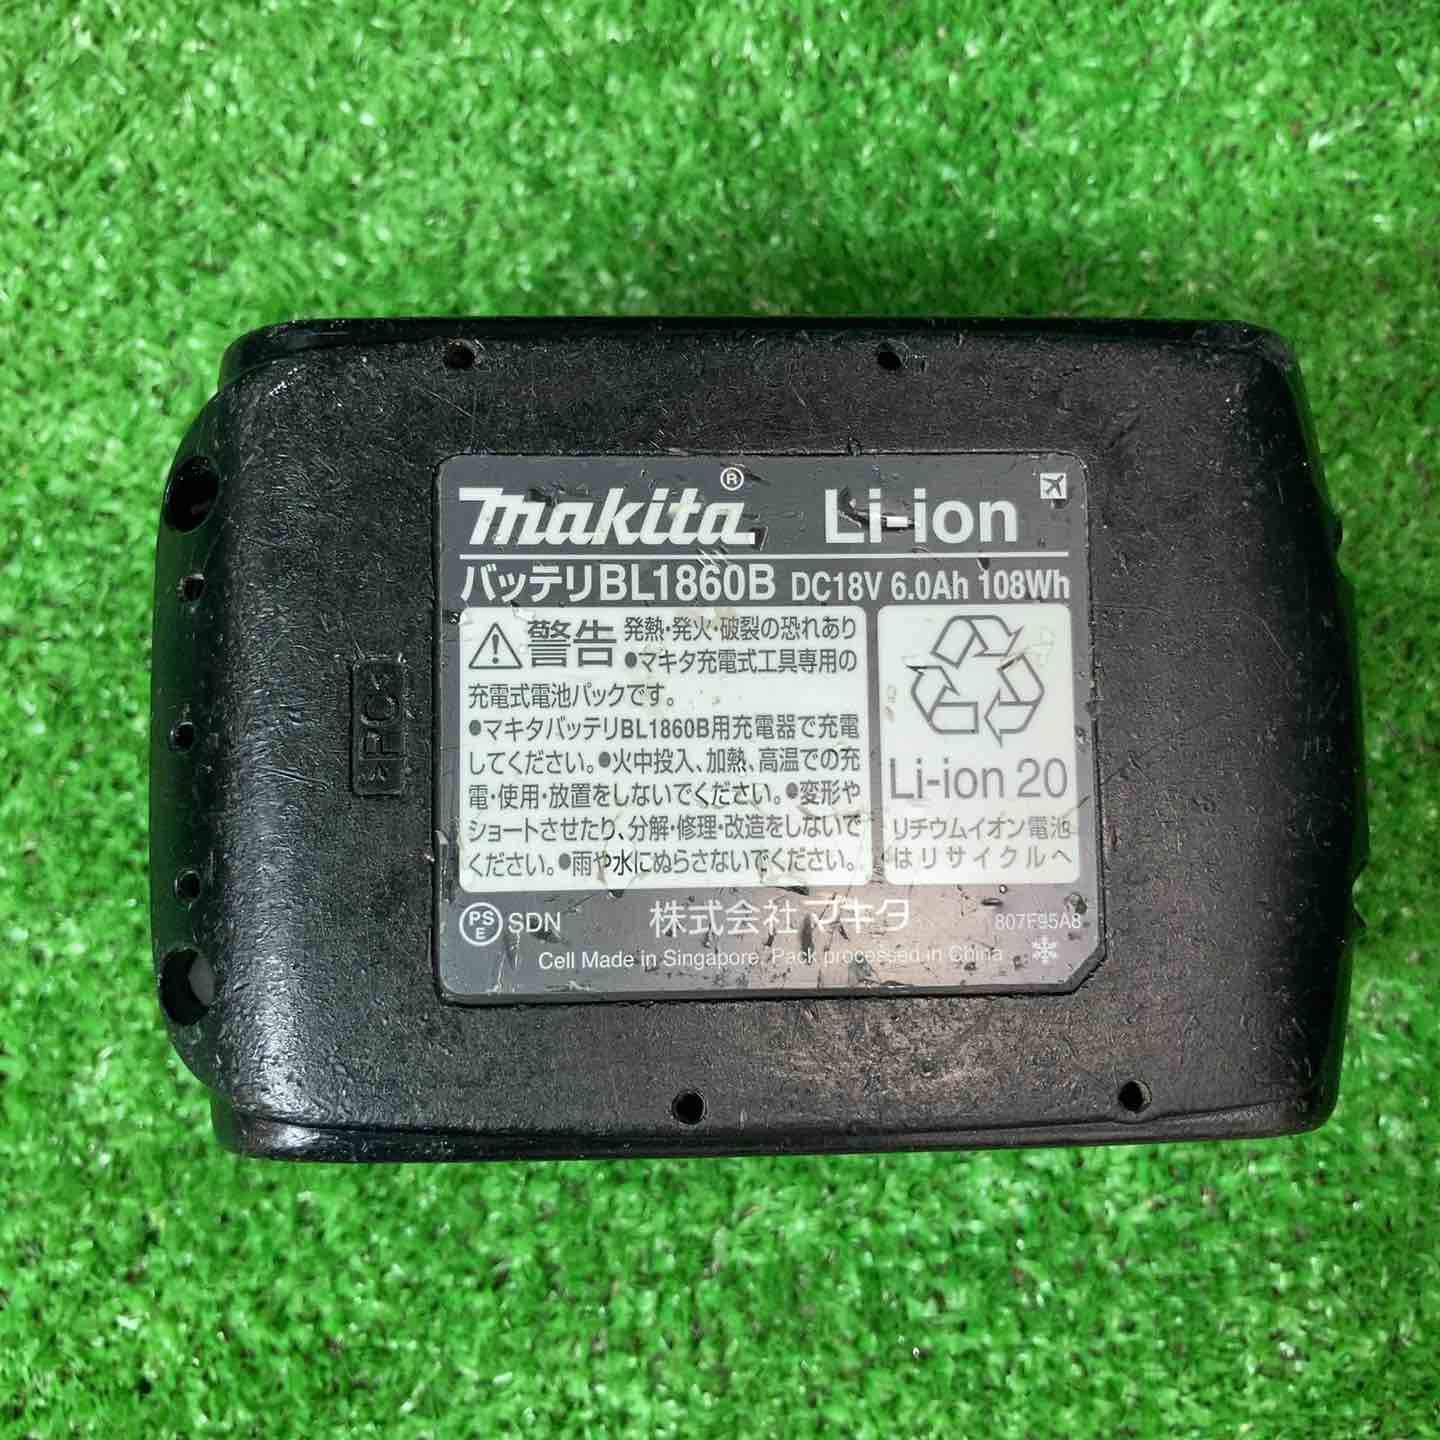 makita® Li-ion
バッテリBL1860B DC18V 6.0Ah 108Wh
警告 発熱・発火・破裂の恐れあり
●マキタ充電式工具専用の
充電式電池パックです。
●マキタバッテリBL1860B用充電器で充電
してください。●火中投入、加熱、高温での充
電・使用・放置をしないでください。●変形や
ショートさせたり、分解・修理・改造をしないで
ください。●雨や水にぬらさないでください。
Li-ion 20
リチウムイオン電池
はリサイクルへ
PSE SDN 株式会社 マキタ 807F95A8
Cell Made in Singapore, Pack processed in China
>PC<